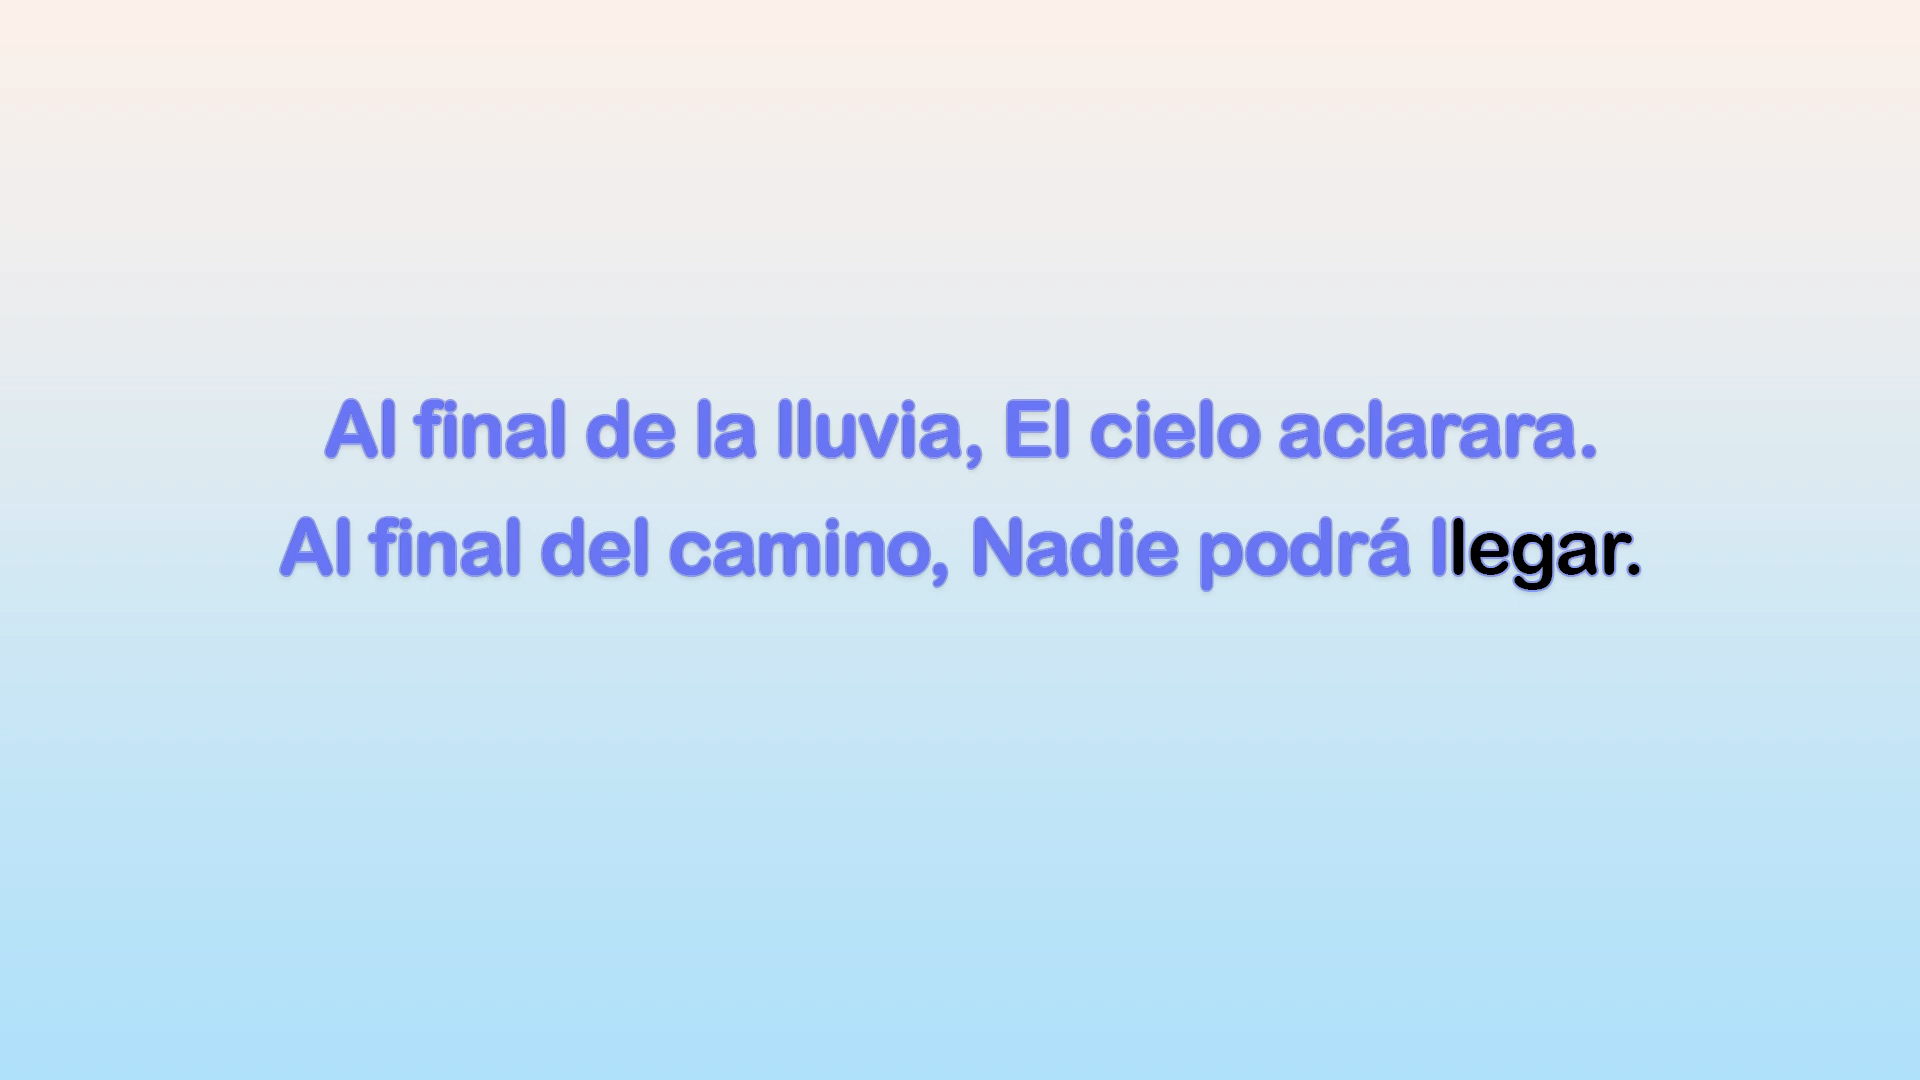 Al final de la lluvia, El cielo aclarara.
Al final del camino, Nadie podrá llegar.